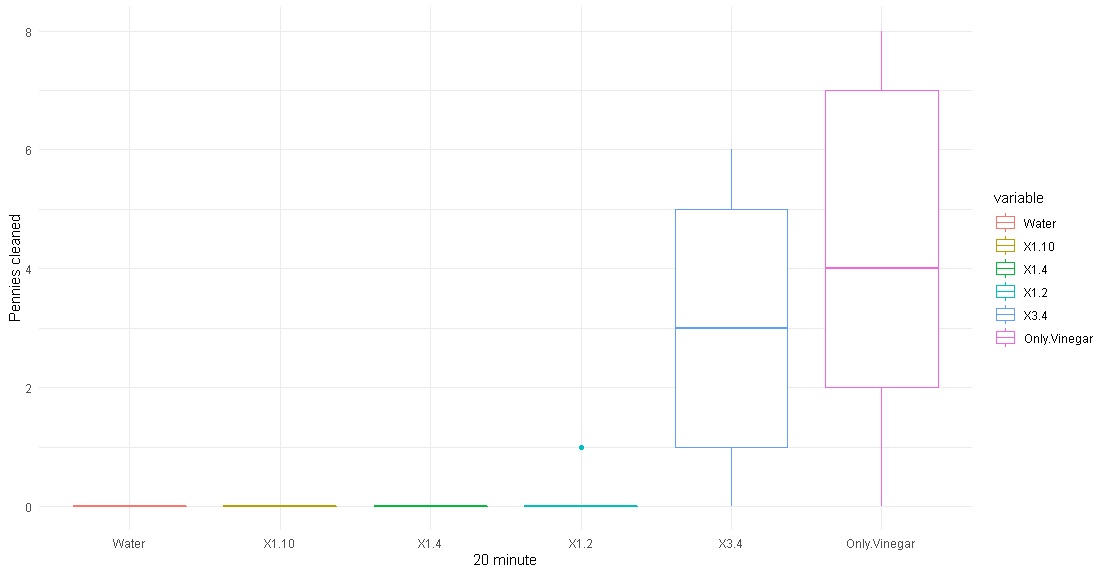 8
6
4
2
0
Pennies cleaned
Water
X1.10
X1.4
X1.2
X3.4
Only.Vinegar
20 minute
variable
Water
X1.10
X1.4
X1.2
X3.4
Only.Vinegar